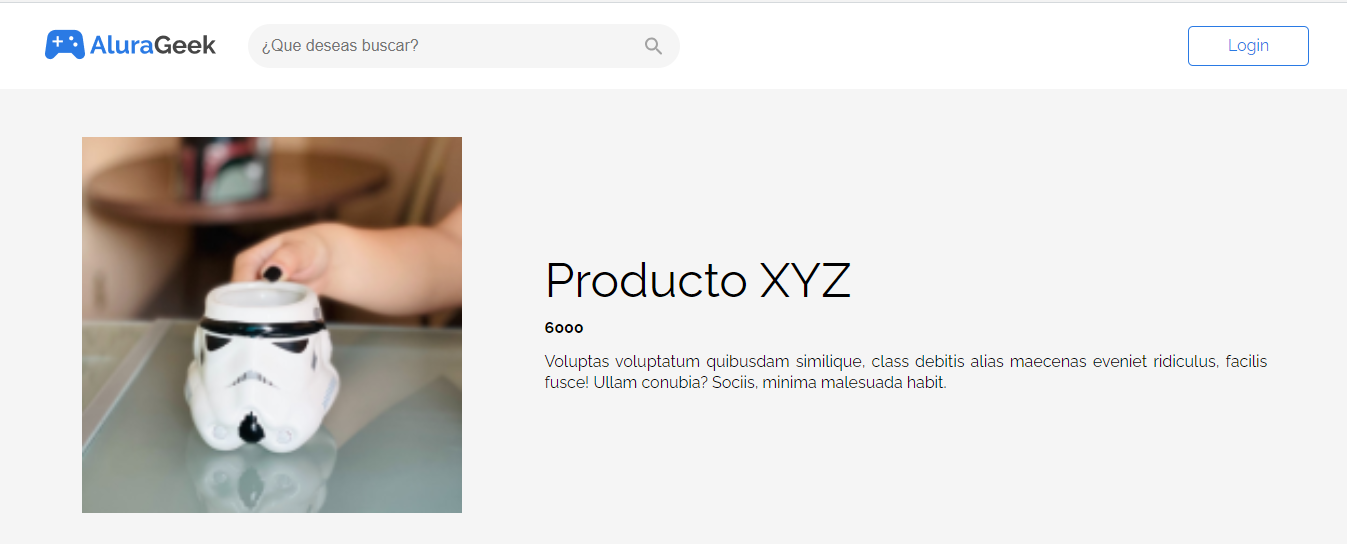 AluraGeek
¿Que deseas buscar?
Login
Producto XYZ
6000
Voluptas voluptatum quibusdam similique, class debitis alias maecenas eveniet ridiculus, facilis
fusce! Ullam conubia? Sociis, minima malesuada habit.